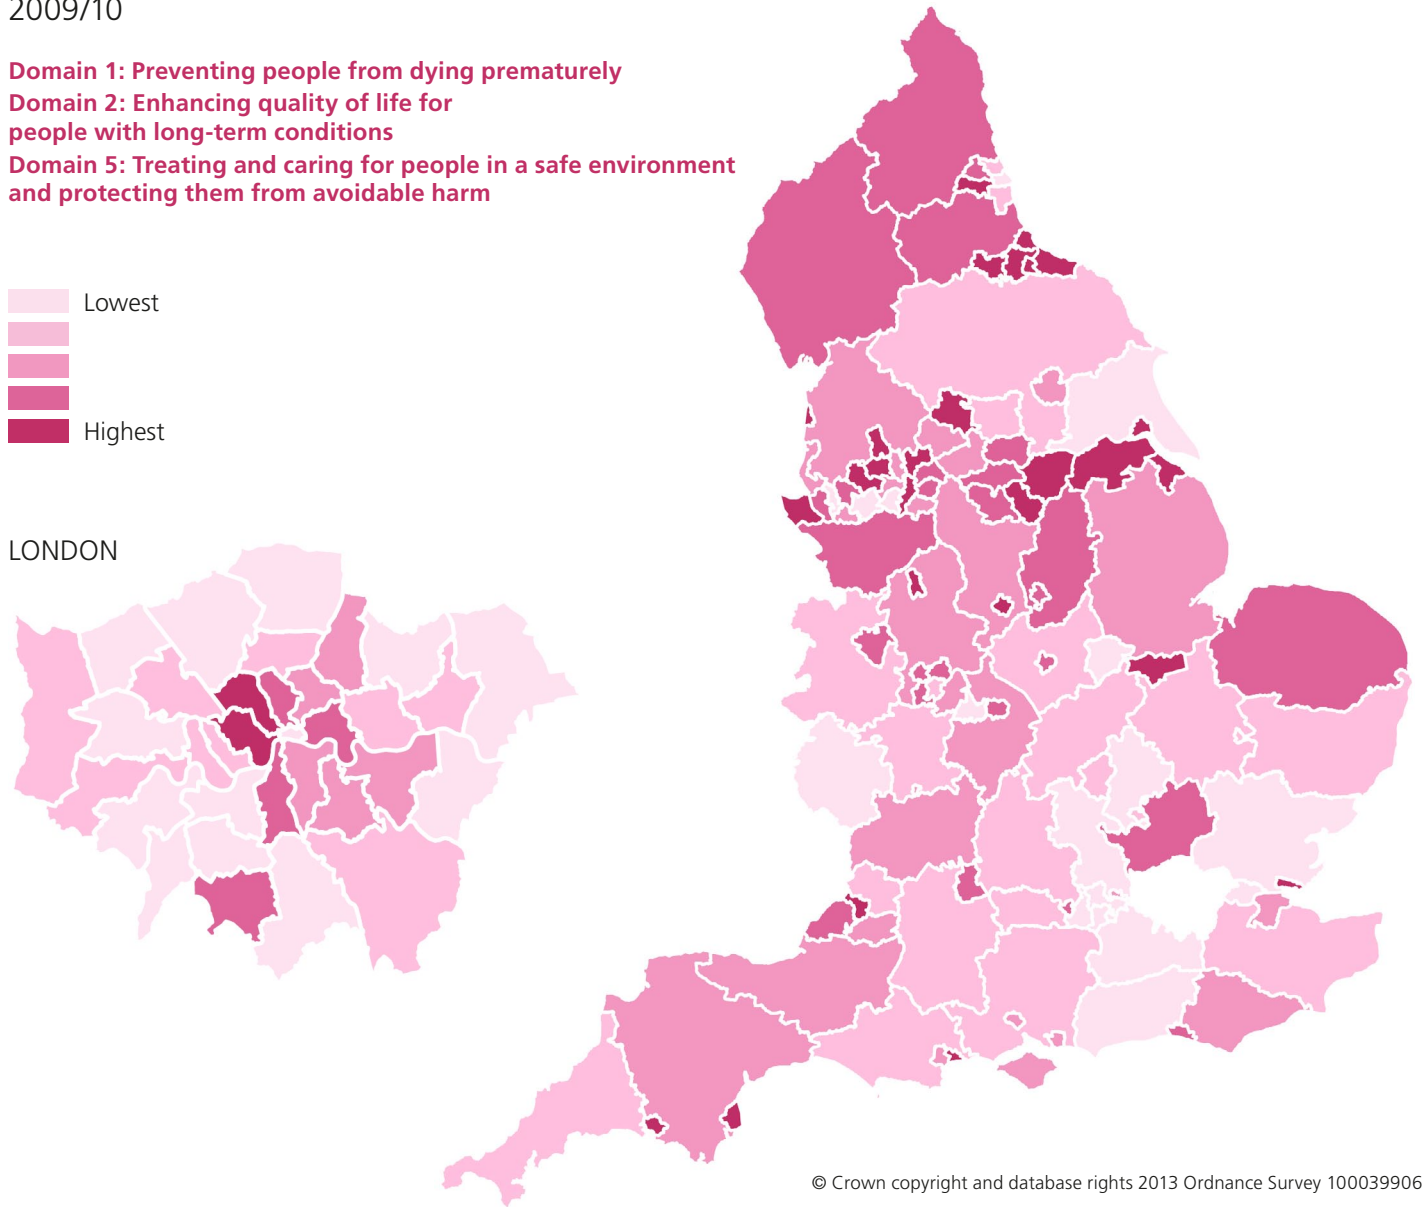 2009/10
Domain 1: Preventing people from dying prematurely
Domain 2: Enhancing quality of life for
people with long-term conditions
Domain 5: Treating and caring for people in a safe environment
and protecting them from avoidable harm
Lowest
Highest
LONDON
© Crown copyright and database rights 2013 Ordnance Survey 100039906